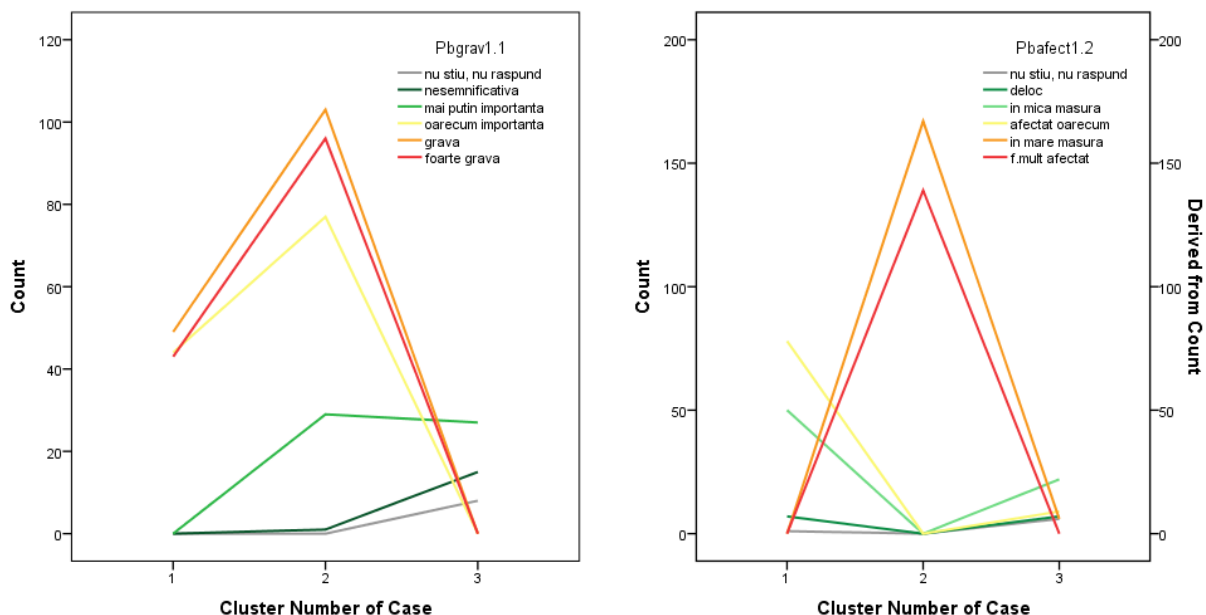 Pbgrav1.1
nu stiu, nu raspund
nesemnificativa
mai putin importanta
oarecum importanta
grava
foarte grava
120
100
80
60
40
20
0
Count
1
2
3
Cluster Number of Case
Pbafect1.2
nu stiu, nu raspund
deloc
in mica masura
afectat oarecum
in mare masura
f.mult afectat
200
150
100
50
0
Count
200
150
100
50
0
Derived from Count
1
2
3
Cluster Number of Case